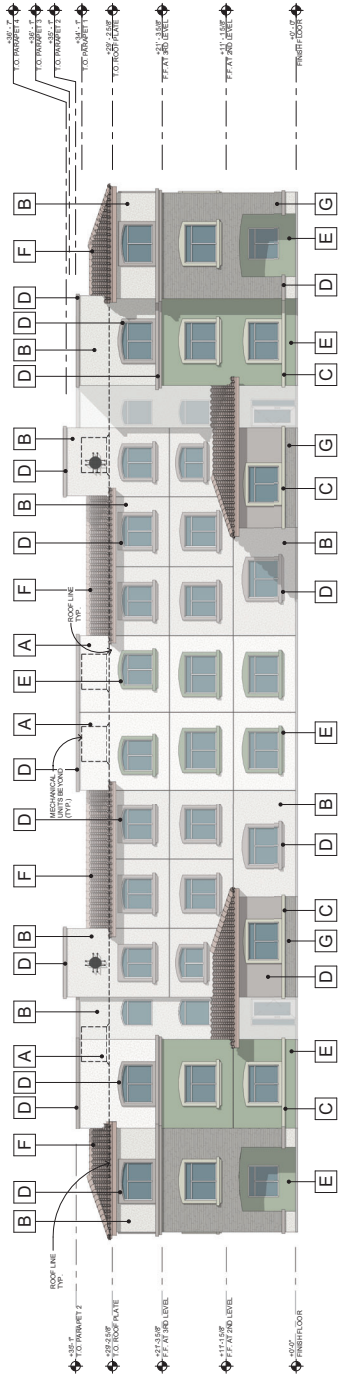 +36' - 7"
T.O. PARAPET 4
+36' - 1"
T.O. PARAPET 3
+35' - 1"
T.O. PARAPET 2
+34' - 1"
T.O. PARAPET 1
+29' - 2 5/8"
T.O. ROOF PLATE
+21' - 3 5/8"
F.F. AT 3RD LEVEL
+11' - 1 5/8"
F.F. AT 2ND LEVEL
+0' - 0"
FINISH FLOOR
B D F D D A B D B F D D A E A F D B D B D B D D F B
ROOF LINE
TYP.
MECHANICAL
UNITS BEYOND
(TYP.)
ROOF LINE
TYP.
+35'-1"
T.O. PARAPET 2
+29'-2 5/8"
T.O. ROOF PLATE
+21'-3 5/8"
F.F. AT 3RD LEVEL
+11'-1 5/8"
F.F. AT 2ND LEVEL
+0'-0"
FINISH FLOOR
E C E D G C D B E D B C G C E D E G